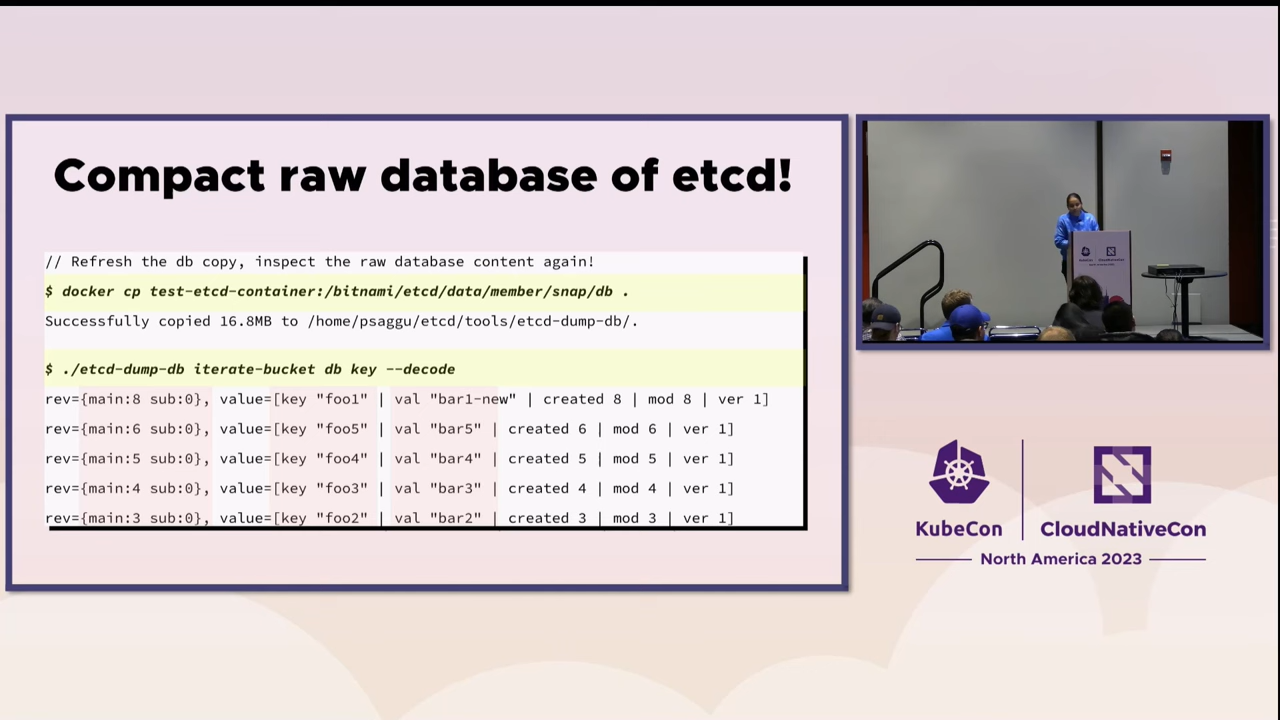 Compact raw database of etcd!
// Refresh the db copy, inspect the raw database content again!
$ docker cp test-etcd-container:/bitnami/etcd/data/member/snap/db .
Successfully copied 16.8MB to /home/psaggu/etcd/tools/etcd-dump-db/.
$ ./etcd-dump-db iterate-bucket db key --decode
rev={main:8 sub:0}, value=[key "foo1" | val "bar1-new" | created 8 | mod 8 | ver 1]
rev={main:6 sub:0}, value=[key "foo5" | val "bar5" | created 6 | mod 6 | ver 1]
rev={main:5 sub:0}, value=[key "foo4" | val "bar4" | created 5 | mod 5 | ver 1]
rev={main:4 sub:0}, value=[key "foo3" | val "bar3" | created 4 | mod 4 | ver 1]
rev={main:3 sub:0}, value=[key "foo2" | val "bar2" | created 3 | mod 3 | ver 1]
KubeCon
CloudNativeCon
North America 2023